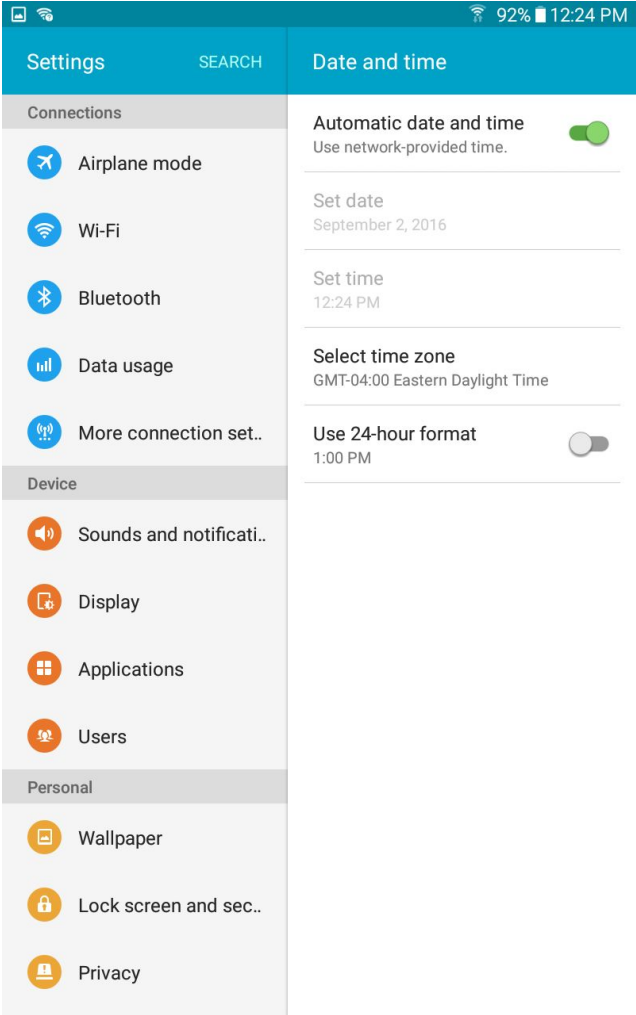 92% 12:24 PM
Settings
SEARCH
Connections
Airplane mode
Wi-Fi
Bluetooth
Data usage
More connection set..
Device
Sounds and notificati..
Display
Applications
Users
Personal
Wallpaper
Lock screen and sec..
Privacy
Date and time
Automatic date and time
Use network-provided time.
Set date
September 2, 2016
Set time
12:24 PM
Select time zone
GMT-04:00 Eastern Daylight Time
Use 24-hour format
1:00 PM